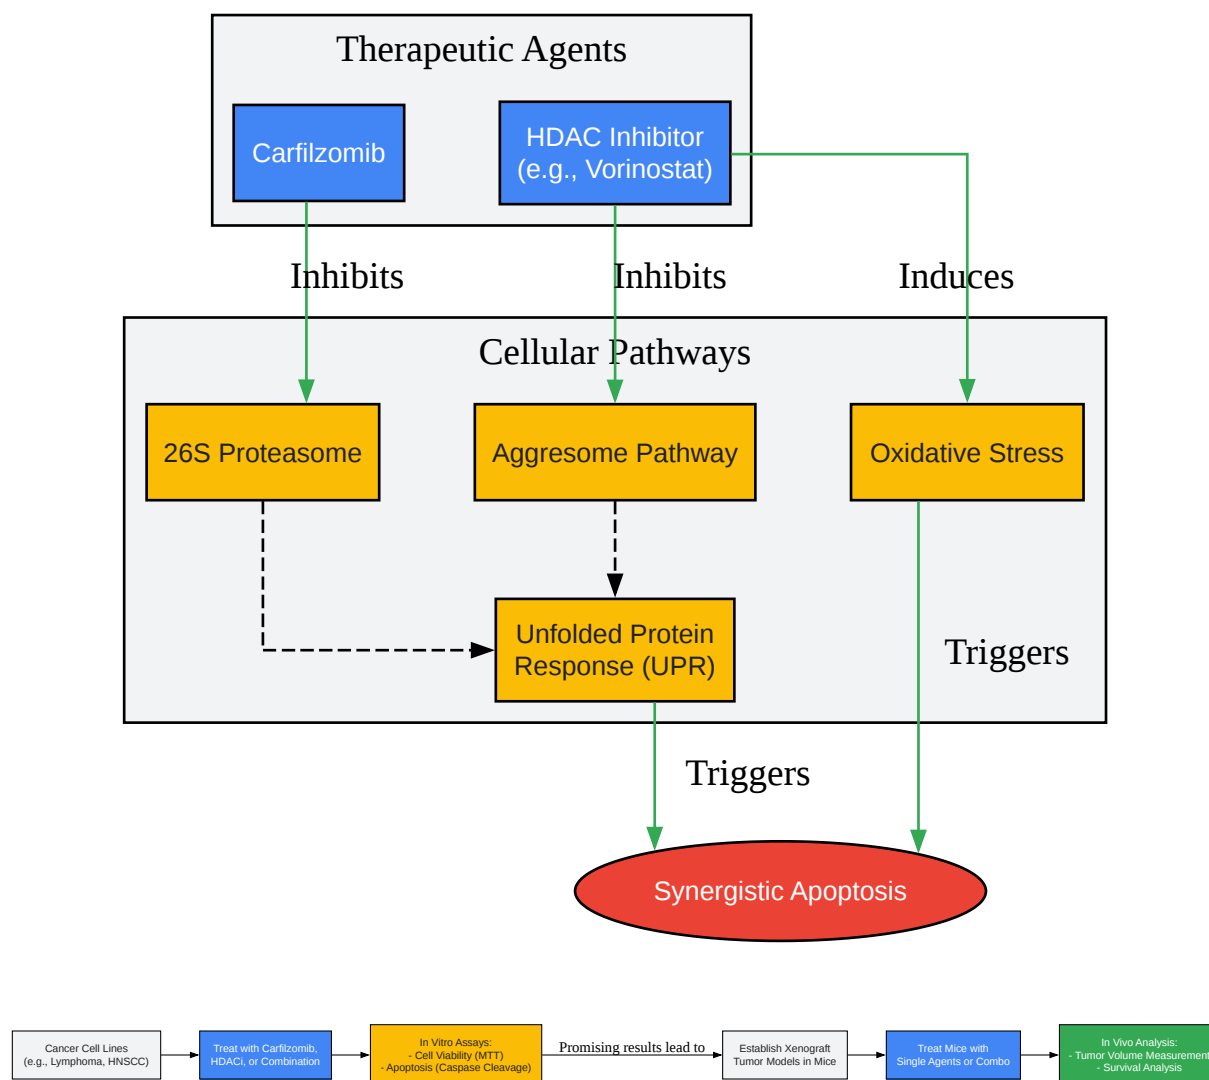 Therapeutic Agents
Carfilzomib
HDAC Inhibitor
(e.g., Vorinostat)
Inhibits
Inhibits
Induces
Cellular Pathways
26S Proteasome
Aggresome Pathway
Oxidative Stress
Unfolded Protein
Response (UPR)
Triggers
Triggers
Synergistic Apoptosis
Cancer Cell Lines
(e.g., Lymphoma, HNSCC)
Treat with Carfilzomib,
HDACi, or Combination
In Vitro Assays:
- Cell Viability (MTT)
- Apoptosis (Caspase Cleavage)
Promising results lead to
Establish Xenograft
Tumor Models in Mice
Treat Mice with
Single Agents or Combo
In Vivo Analysis:
- Tumor Volume Measurement
- Survival Analysis